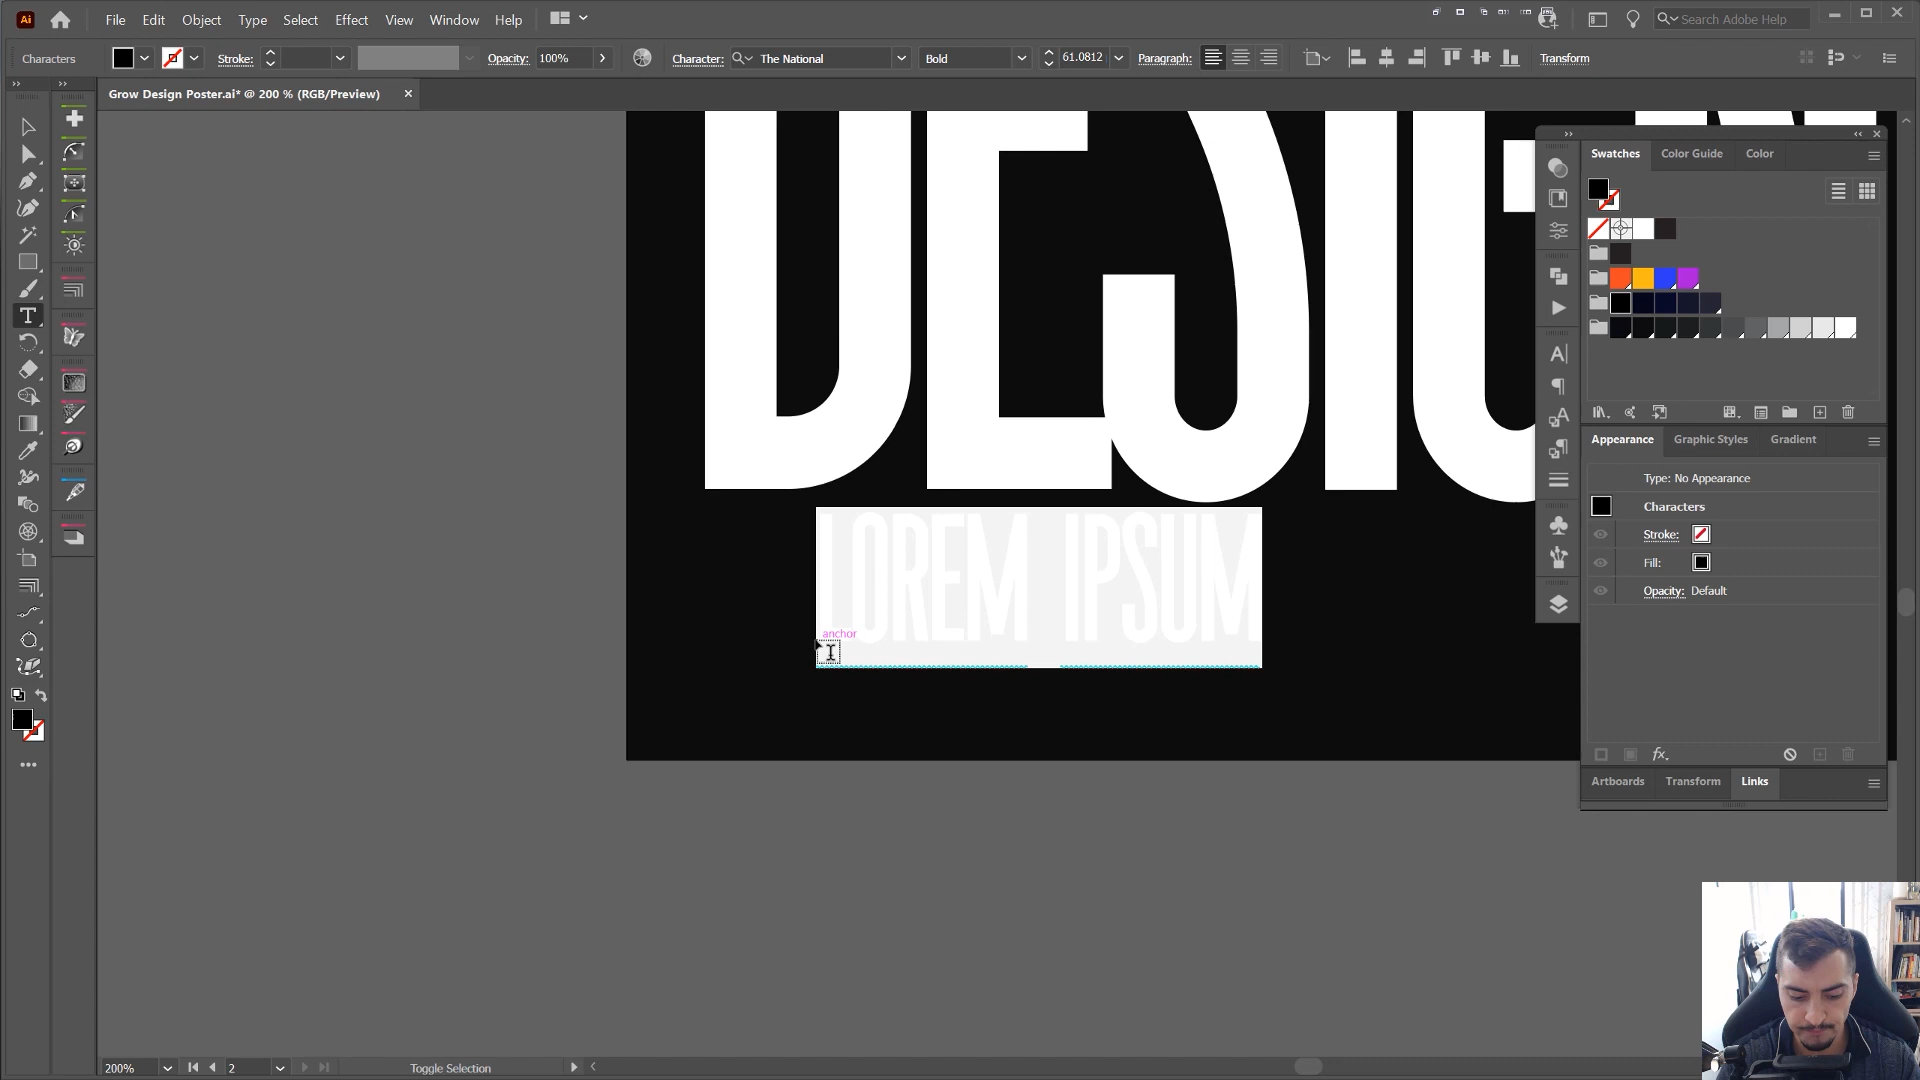 Ai File Edit Object Type Select Effect View Window Help Search Adobe Help
Characters Stroke: Opacity: 100% Character: The National Bold 61.0812 Paragraph: Transform
Grow Design Poster.ai* @ 200 % (RGB/Preview)
Swatches Color Guide Color
DESIG
Appearance Graphic Styles Gradient
Type: No Appearance
Characters
Stroke:
Fill:
Opacity: Default
LOREM IPSUM
anchor
Artboards Transform Links
200% 2 Toggle Selection